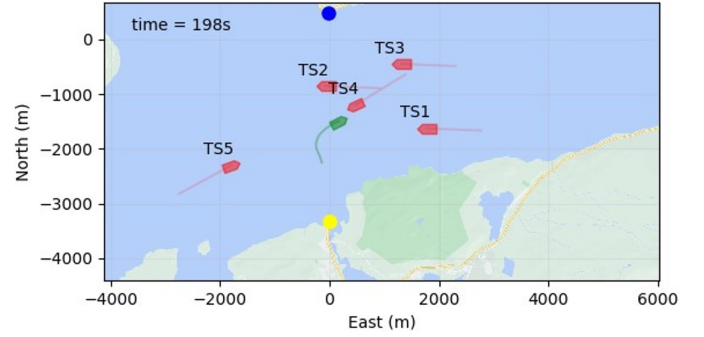 time = 198s
TS3
TS2
TS4
TS1
TS5
North (m)
0
−1000
−2000
−3000
−4000
−4000
−2000
0
2000
4000
6000
East (m)